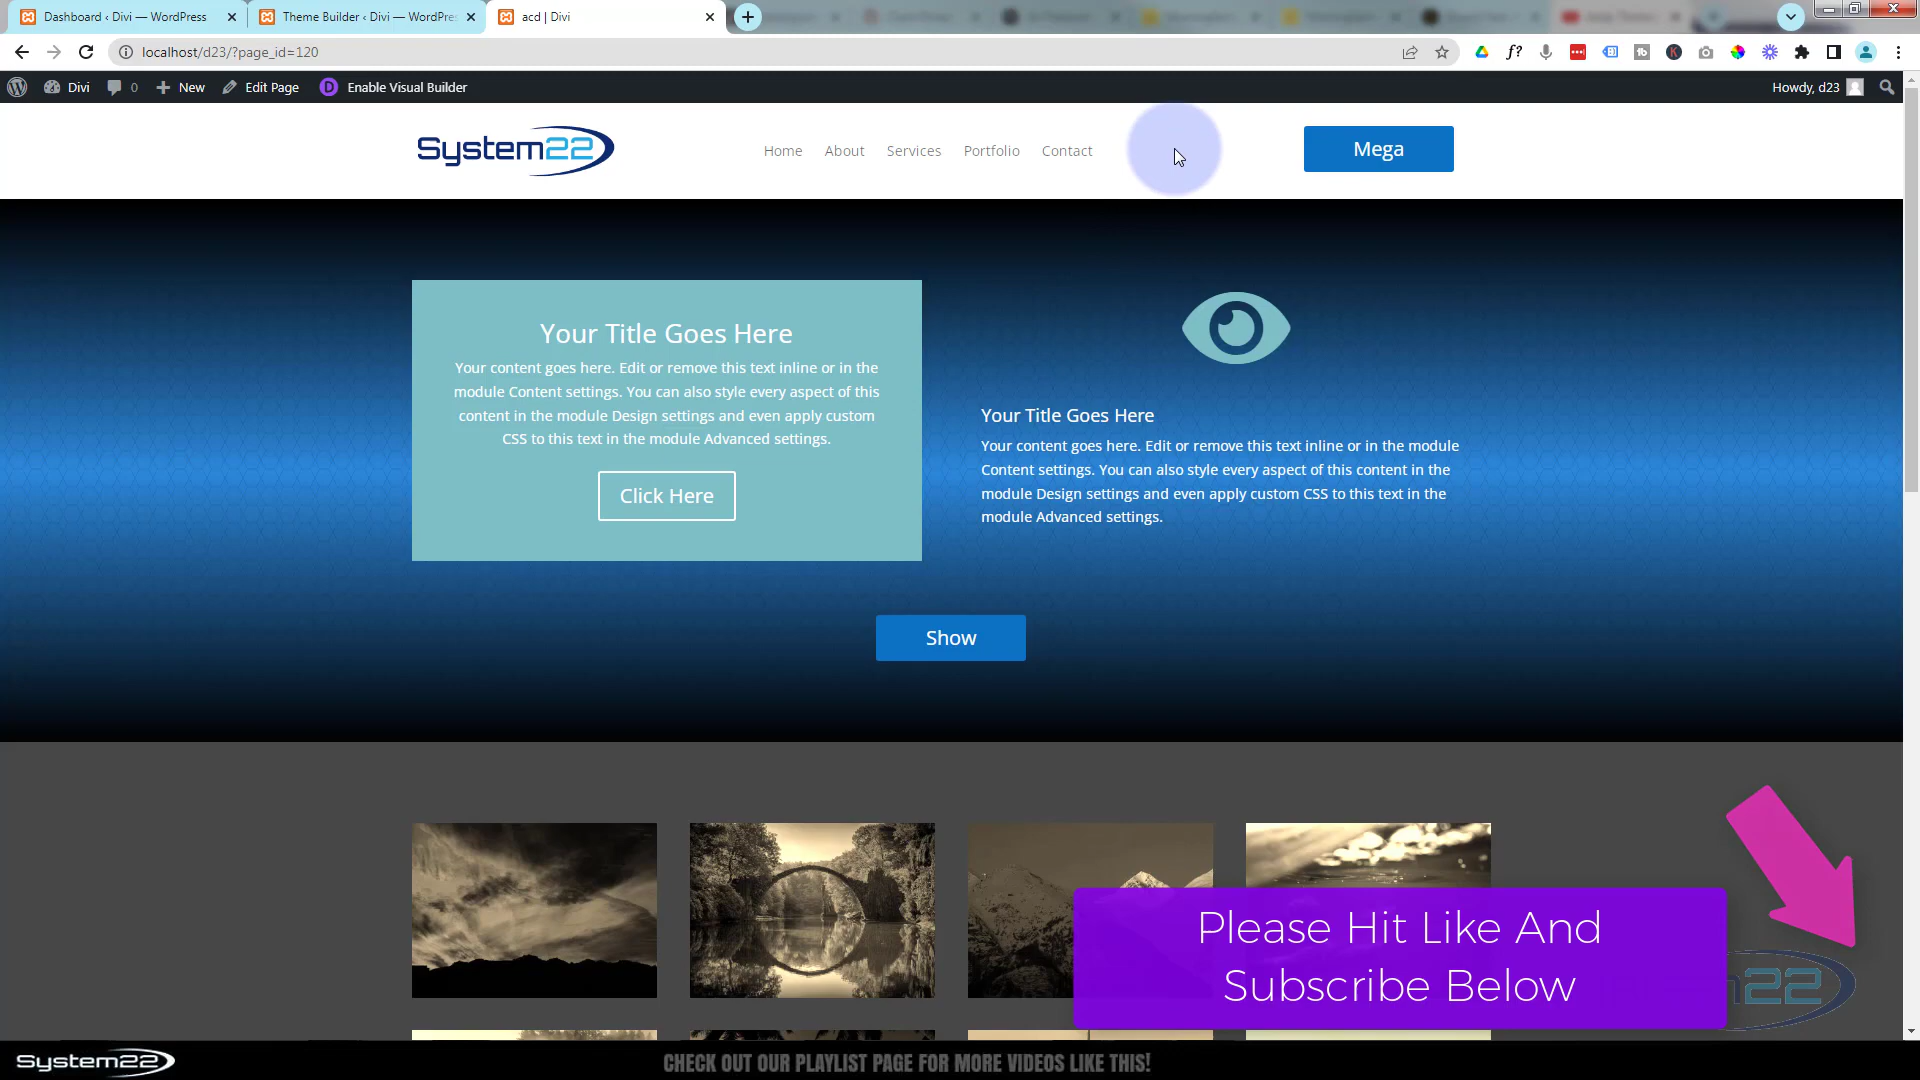 Dashboard ‹ Divi — WordPress
Theme Builder ‹ Divi — WordPres
acd | Divi
localhost/d23/?page_id=120
Divi
0
New
Edit Page
Enable Visual Builder
Howdy, d23
System22
Home
About
Services
Portfolio
Contact
Mega
Your Title Goes Here
Your content goes here. Edit or remove this text inline or in the
module Content settings. You can also style every aspect of this
content in the module Design settings and even apply custom
CSS to this text in the module Advanced settings.
Click Here
Your Title Goes Here
Your content goes here. Edit or remove this text inline or in the module
Content settings. You can also style every aspect of this content in the
module Design settings and even apply custom CSS to this text in the
module Advanced settings.
Show
Please Hit Like And
Subscribe Below
22
System22
CHECK OUT OUR PLAYLIST PAGE FOR MORE VIDEOS LIKE THIS!